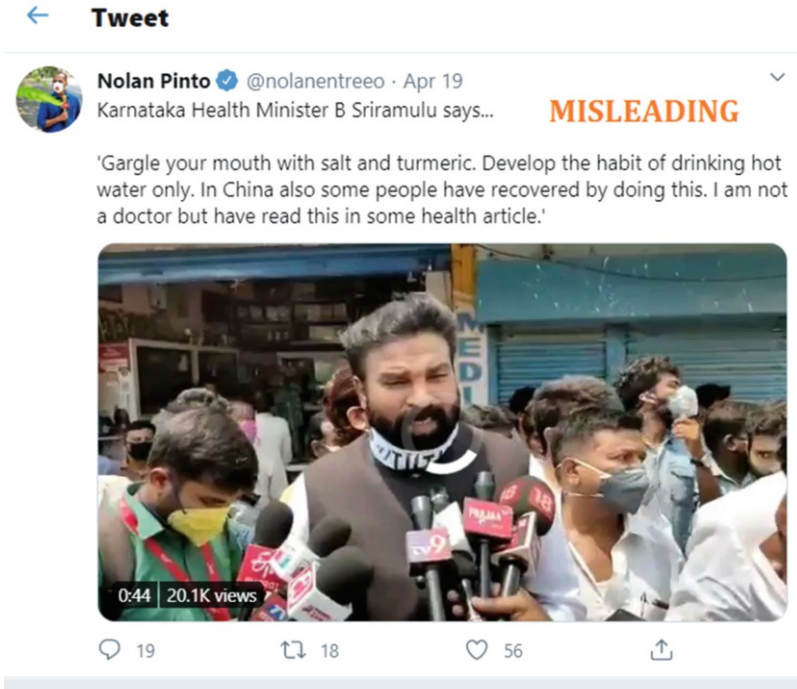 Tweet
Nolan Pinto @nolanentreeo · Apr 19
Karnataka Health Minister B Sriramulu says...
MISLEADING
'Gargle your mouth with salt and turmeric. Develop the habit of drinking hot
water only. In China also some people have recovered by doing this. I am not
a doctor but have read this in some health article.'
MEDI
tv9
18
0:44 20.1K views
19
18
56